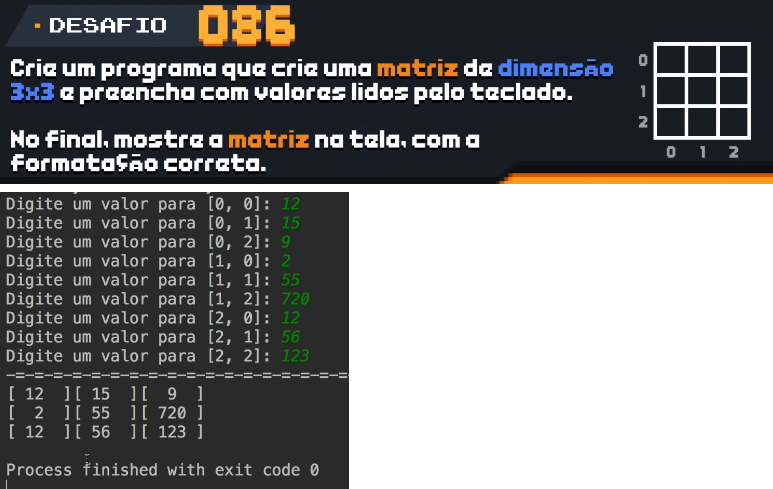 DESAFIO 086
Crie um programa que crie uma matriz de dimensão
3x3 e preencha com valores lidos pelo teclado.
No final, mostre a matriz na tela, com a
formatação correta.
0
1
2
0 1 2
Digite um valor para [0, 0]: 12
Digite um valor para [0, 1]: 15
Digite um valor para [0, 2]: 9
Digite um valor para [1, 0]: 2
Digite um valor para [1, 1]: 55
Digite um valor para [1, 2]: 720
Digite um valor para [2, 0]: 12
Digite um valor para [2, 1]: 56
Digite um valor para [2, 2]: 123
-=-=-=-=-=-=-=-=-=-=-=-=-=-=-=-=-=-=-=
[ 12  ][ 15  ][  9  ]
[  2  ][ 55  ][ 720 ]
[ 12  ][ 56  ][ 123 ]
Process finished with exit code 0